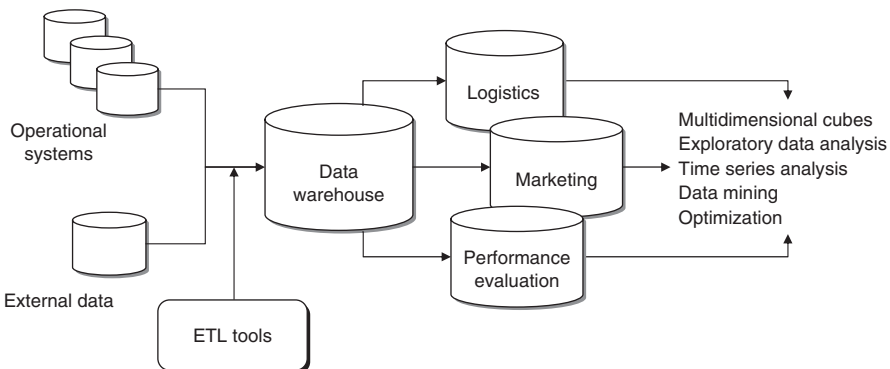 Operational
systems
External data
ETL tools
Data
warehouse
Logistics
Marketing
Performance
evaluation
Multidimensional cubes
Exploratory data analysis
Time series analysis
Data mining
Optimization